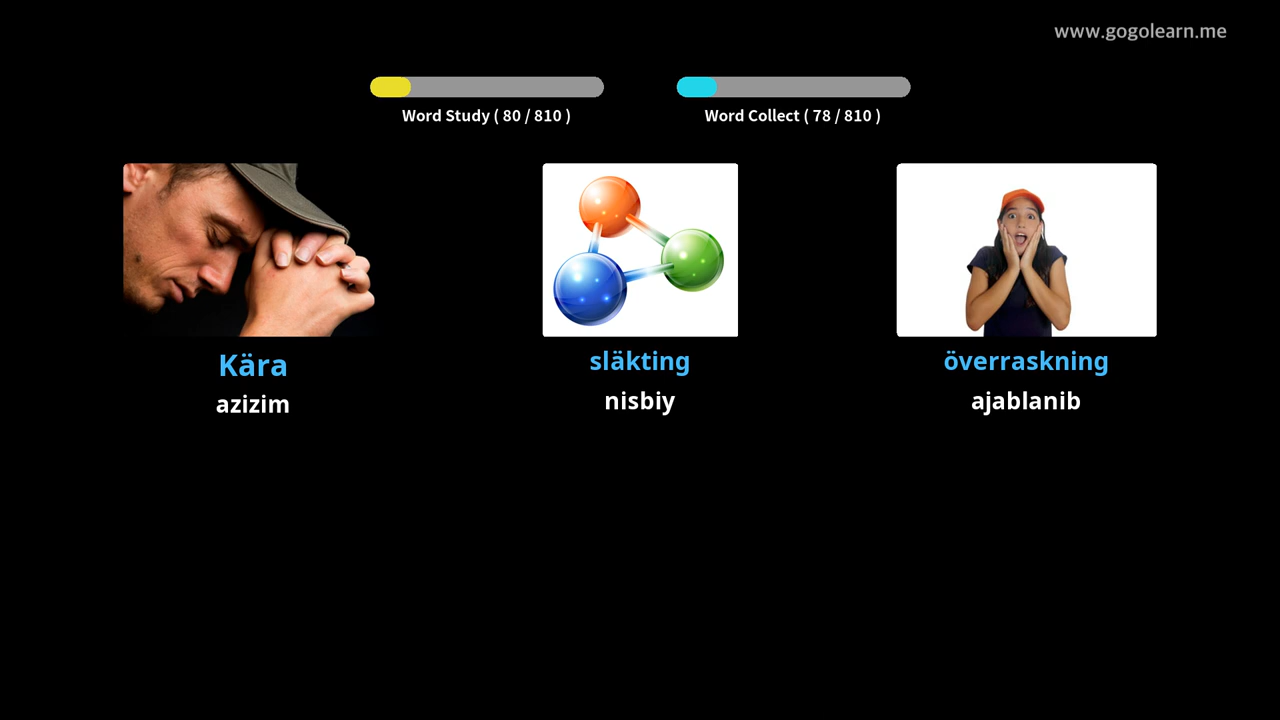 www.gogolearn.me
Word Study ( 80 / 810 )
Word Collect ( 78 / 810 )
Kära
azizim
släkting
nisbiy
överraskning
ajablanib